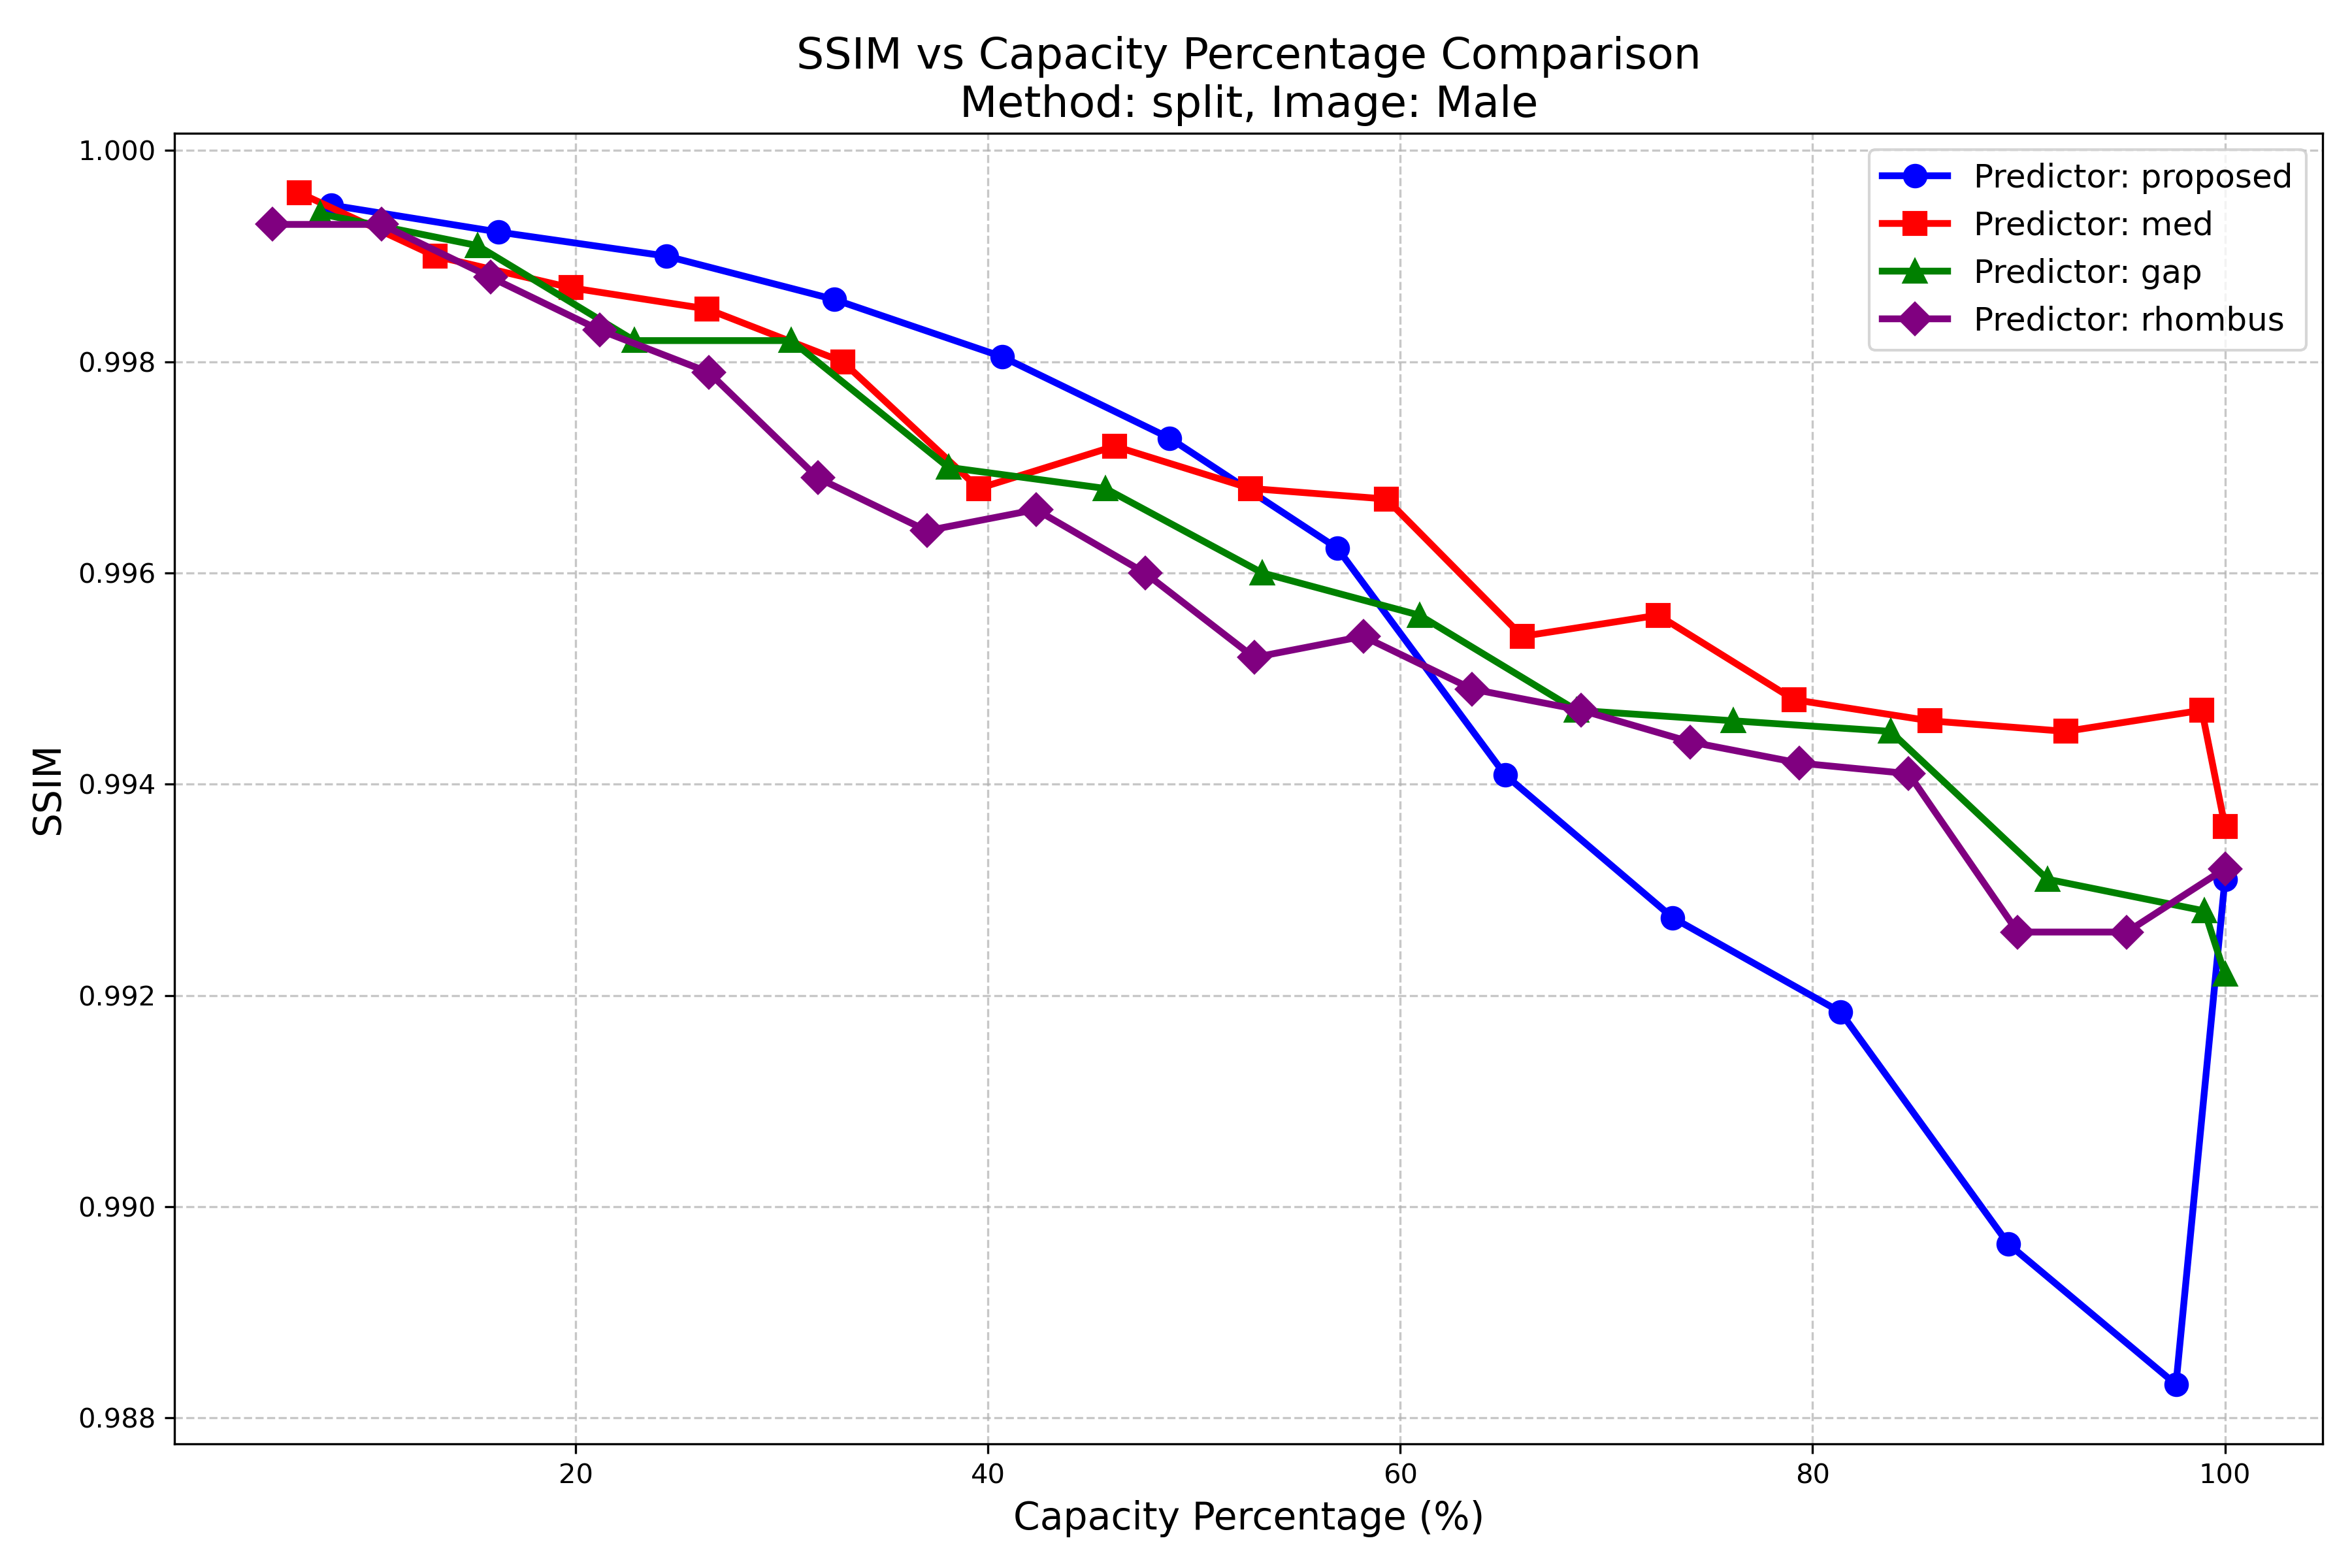 SSIM vs Capacity Percentage Comparison
Method: split, Image: Male
1.000
0.998
0.996
0.994
0.992
0.990
0.988
SSIM
Predictor: proposed
Predictor: med
Predictor: gap
Predictor: rhombus
20
40
60
80
100
Capacity Percentage (%)